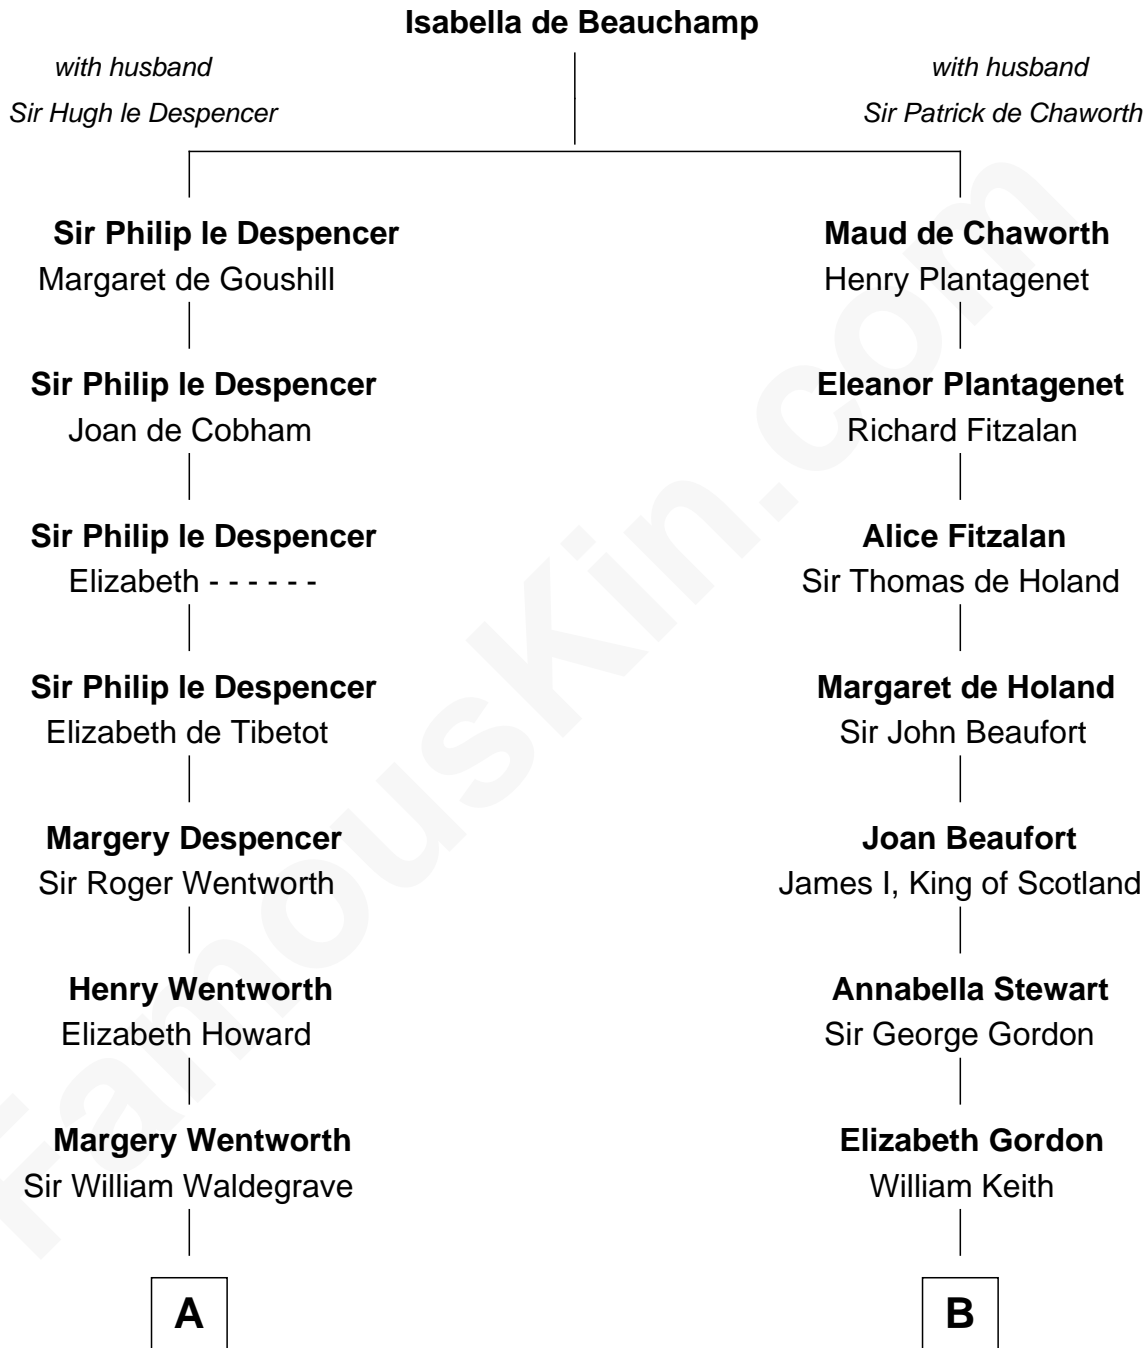 Isabella de Beauchamp
with husband
Sir Hugh le Despencer
with husband
Sir Patrick de Chaworth
Sir Philip le Despencer
Margaret de Goushill
Maud de Chaworth
Henry Plantagenet
Sir Philip le Despencer
Joan de Cobham
Eleanor Plantagenet
Richard Fitzalan
Sir Philip le Despencer
Elizabeth - - - - - -
Alice Fitzalan
Sir Thomas de Holand
Sir Philip le Despencer
Elizabeth de Tibetot
Margaret de Holand
Sir John Beaufort
Margery Despencer
Sir Roger Wentworth
Joan Beaufort
James I, King of Scotland
Henry Wentworth
Elizabeth Howard
Annabella Stewart
Sir George Gordon
Margery Wentworth
Sir William Waldegrave
Elizabeth Gordon
William Keith
A
B
FamousKin.com